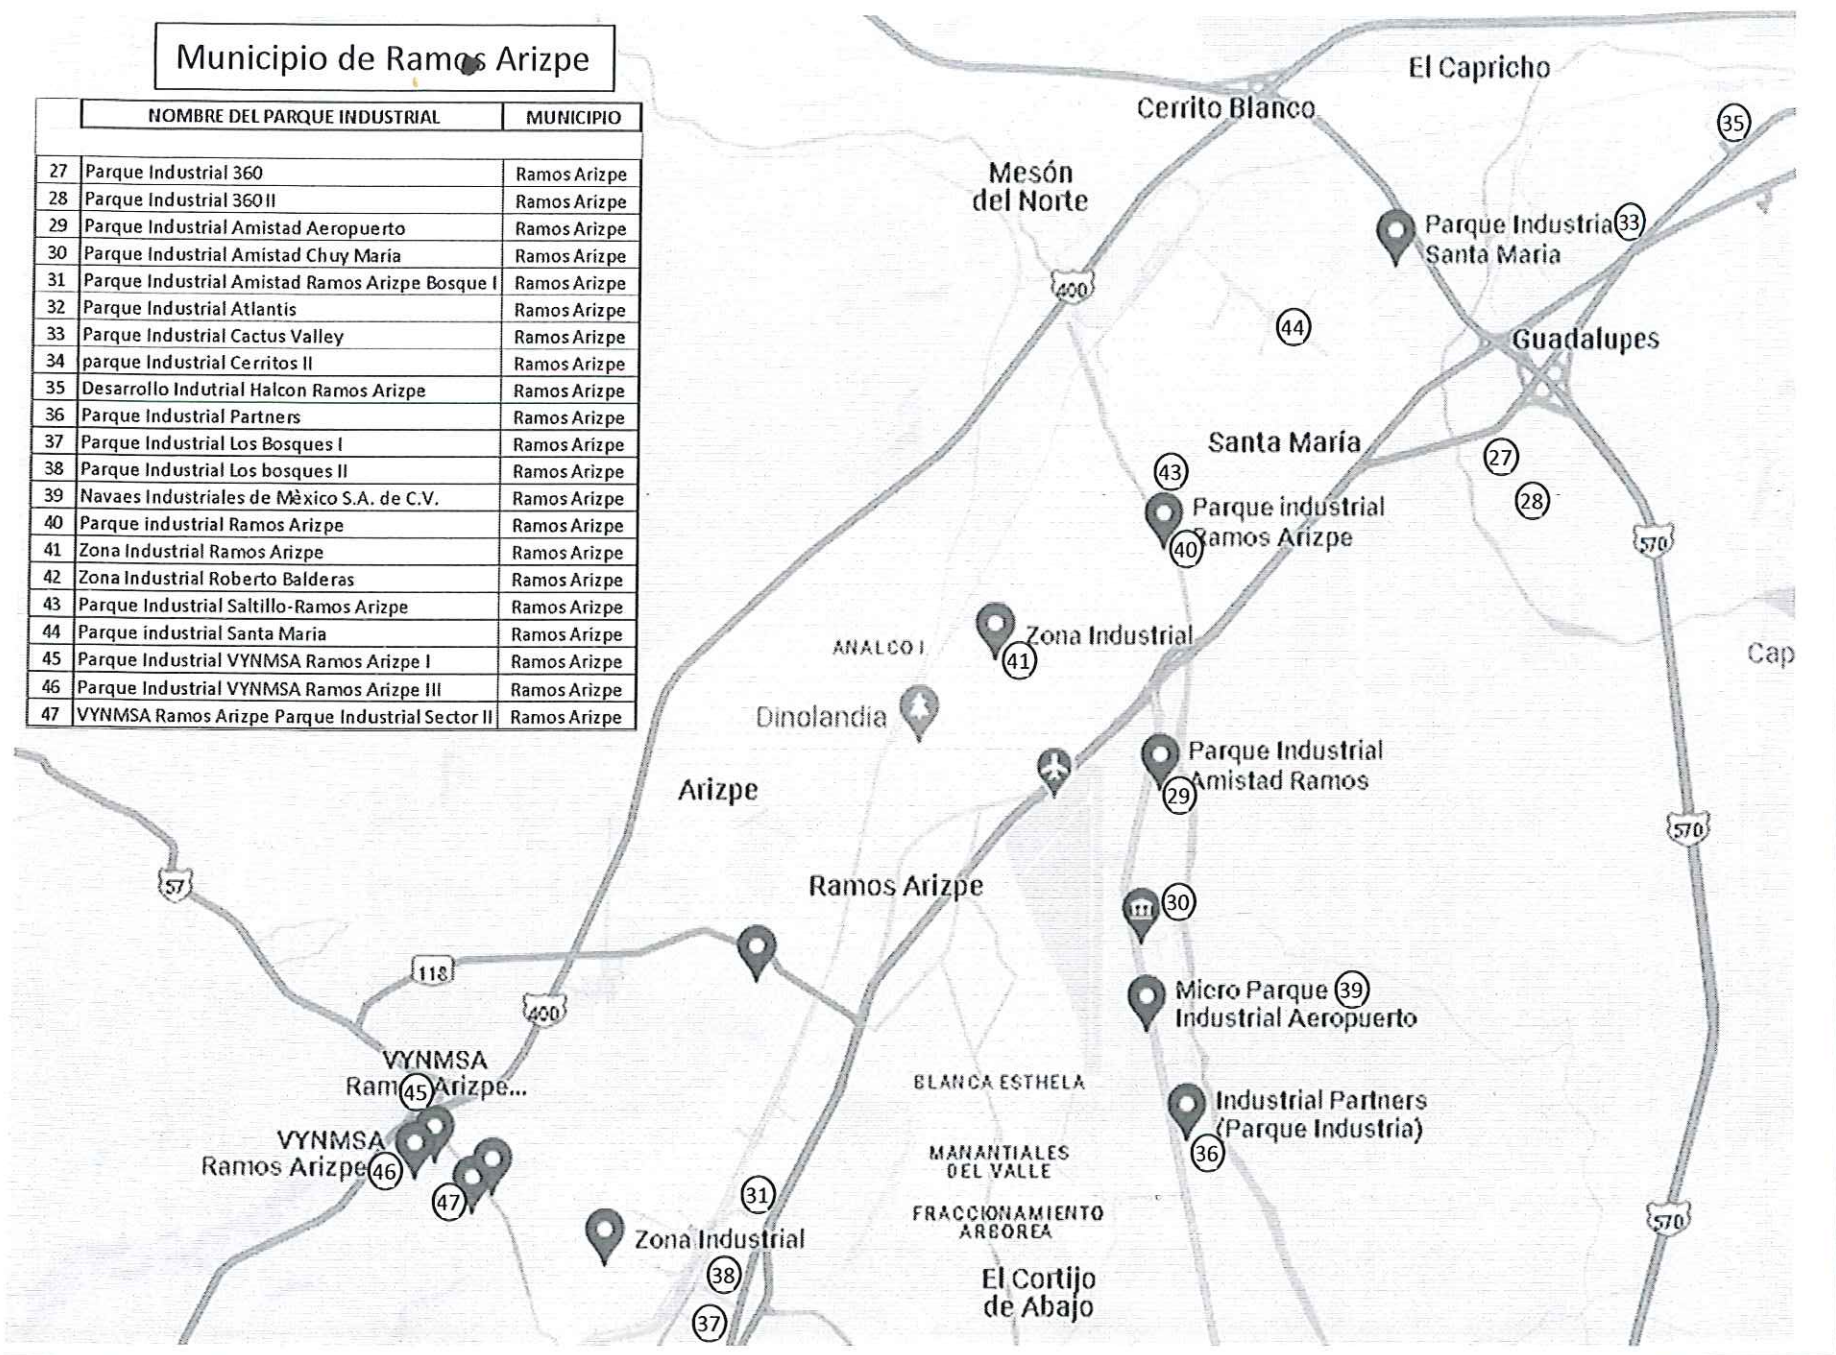 Municipio de Ramos Arizpe
NOMBRE DEL PARQUE INDUSTRIAL MUNICIPIO
27 Parque Industrial 360 Ramos Arizpe
28 Parque Industrial 360 II Ramos Arizpe
29 Parque Industrial Amistad Aeropuerto Ramos Arizpe
30 Parque Industrial Amistad Chuy Maria Ramos Arizpe
31 Parque Industrial Amistad Ramos Arizpe Bosque I Ramos Arizpe
32 Parque Industrial Atlantis Ramos Arizpe
33 Parque Industrial Cactus Valley Ramos Arizpe
34 parque Industrial Cerritos II Ramos Arizpe
35 Desarrollo Indutrial Halcon Ramos Arizpe Ramos Arizpe
36 Parque Industrial Partners Ramos Arizpe
37 Parque Industrial Los Bosques I Ramos Arizpe
38 Parque Industrial Los bosques II Ramos Arizpe
39 Navaes Industriales de Mèxico S.A. de C.V. Ramos Arizpe
40 Parque industrial Ramos Arizpe Ramos Arizpe
41 Zona Industrial Ramos Arizpe Ramos Arizpe
42 Zona Industrial Roberto Balderas Ramos Arizpe
43 Parque Industrial Saltillo-Ramos Arizpe Ramos Arizpe
44 Parque industrial Santa Maria Ramos Arizpe
45 Parque Industrial VYNMSA Ramos Arizpe I Ramos Arizpe
46 Parque Industrial VYNMSA Ramos Arizpe III Ramos Arizpe
47 VYNMSA Ramos Arizpe Parque Industrial Sector II Ramos Arizpe
El Capricho
Cerrito Blanco
35
Mesón
del Norte
Parque Industria 33
Santa Maria
400
44
Guadalupes
Santa María
27
43
28
Parque industrial
Ramos Arizpe
40
570
Zona Industrial
ANALCO I
41
Cap
Dinolandia
Parque Industrial
Amistad Ramos
29
Arizpe
570
57
Ramos Arizpe
30
118
Micro Parque 39
Industrial Aeropuerto
400
VYNMSA
Ram 45 Arizpe...
BLANCA ESTHELA
Industrial Partners
(Parque Industria)
36
VYNMSA
Ramos Arizpe 46
MANANTIALES
DEL VALLE
47
31
FRACCIONAMIENTO
ARBOREA
570
Zona Industrial
38
El Cortijo
de Abajo
37